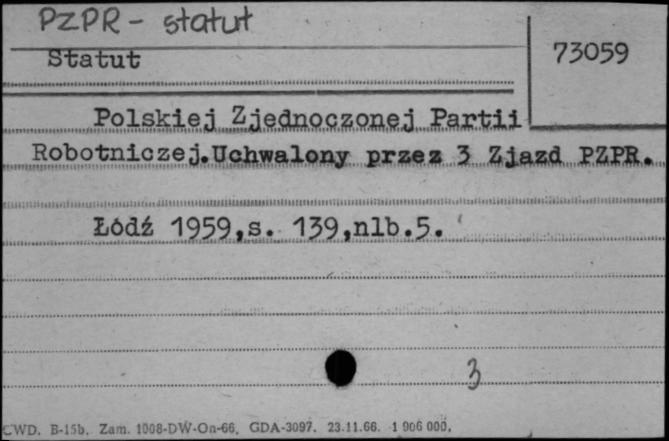 PZPR - statut
Statut
73059
Polskiej Zjednoczonej Partii
Robotniczej.Uchwalony przez 3 Zjazd PZPR.
Łódź 1959,s. 139,nlb.5.
3
CWD. B-15b. Zam. 1008-DW-Oa-66. GDA-3097. 23.11.66. 1 906 000.